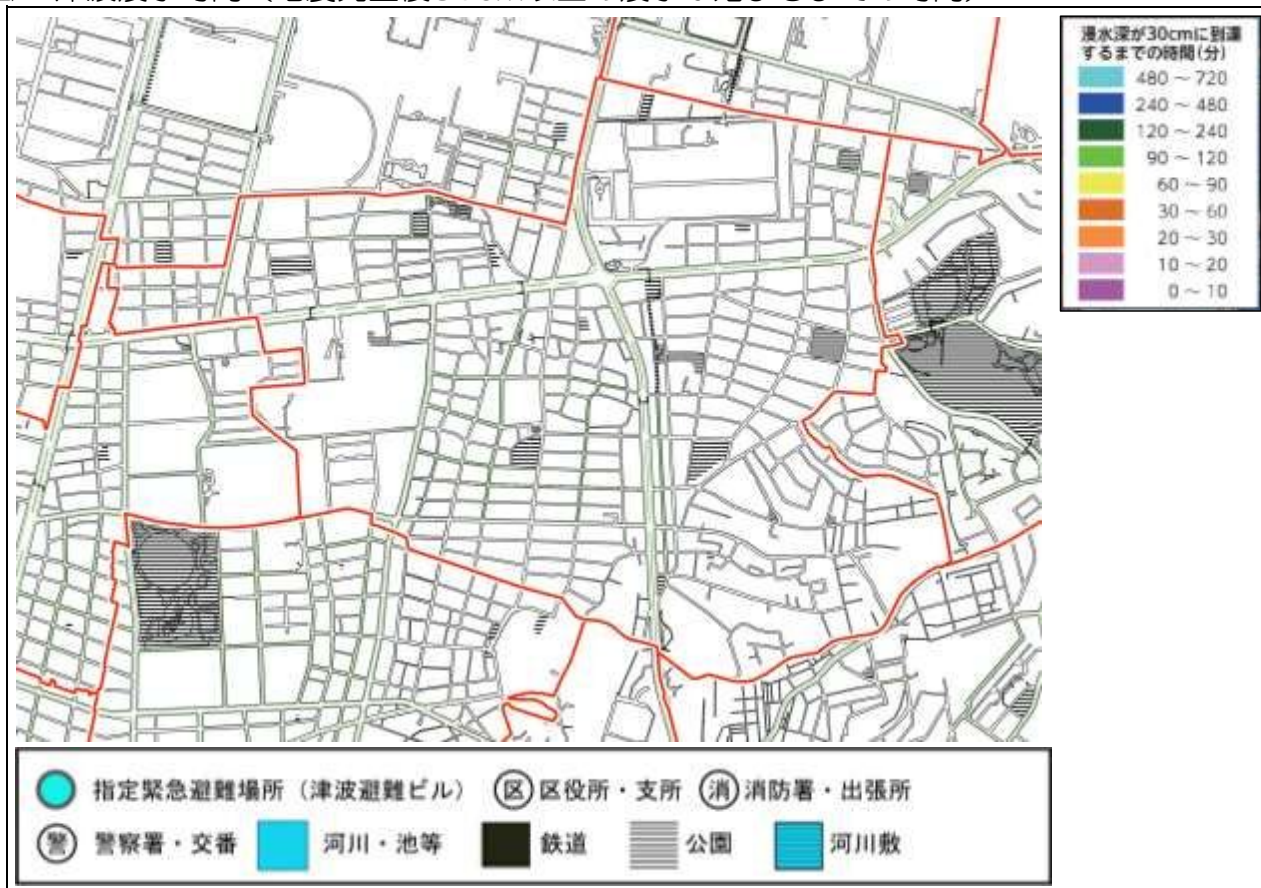 浸水深が30cmに到達
するまでの時間(分)
480 ～ 720
240 ～ 480
120 ～ 240
90 ～ 120
60 ～ 90
30 ～ 60
20 ～ 30
10 ～ 20
0 ～ 10
指定緊急避難場所（津波避難ビル） 区 区役所・支所 消 消防署・出張所
警 警察署・交番 河川・池等 鉄道 公園 河川敷